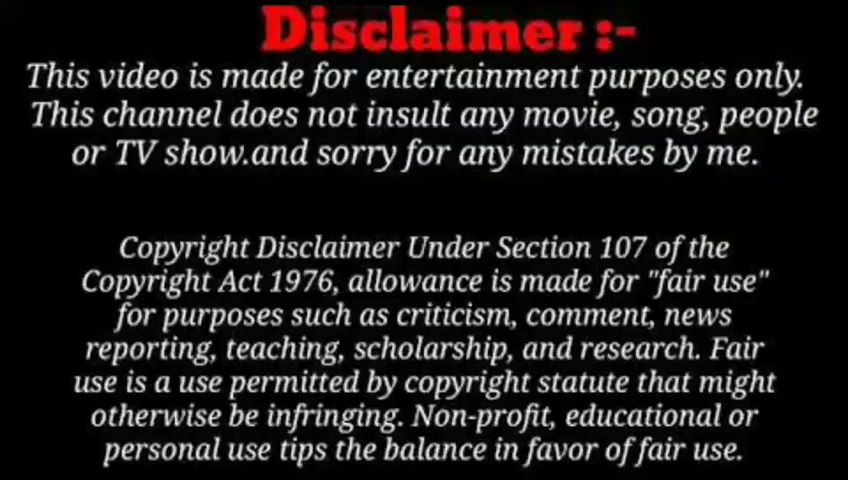 Disclaimer :-
This video is made for entertainment purposes only.
This channel does not insult any movie, song, people
or TV show.and sorry for any mistakes by me.
Copyright Disclaimer Under Section 107 of the
Copyright Act 1976, allowance is made for "fair use"
for purposes such as criticism, comment, news
reporting, teaching, scholarship, and research. Fair
use is a use permitted by copyright statute that might
otherwise be infringing. Non-profit, educational or
personal use tips the balance in favor of fair use.